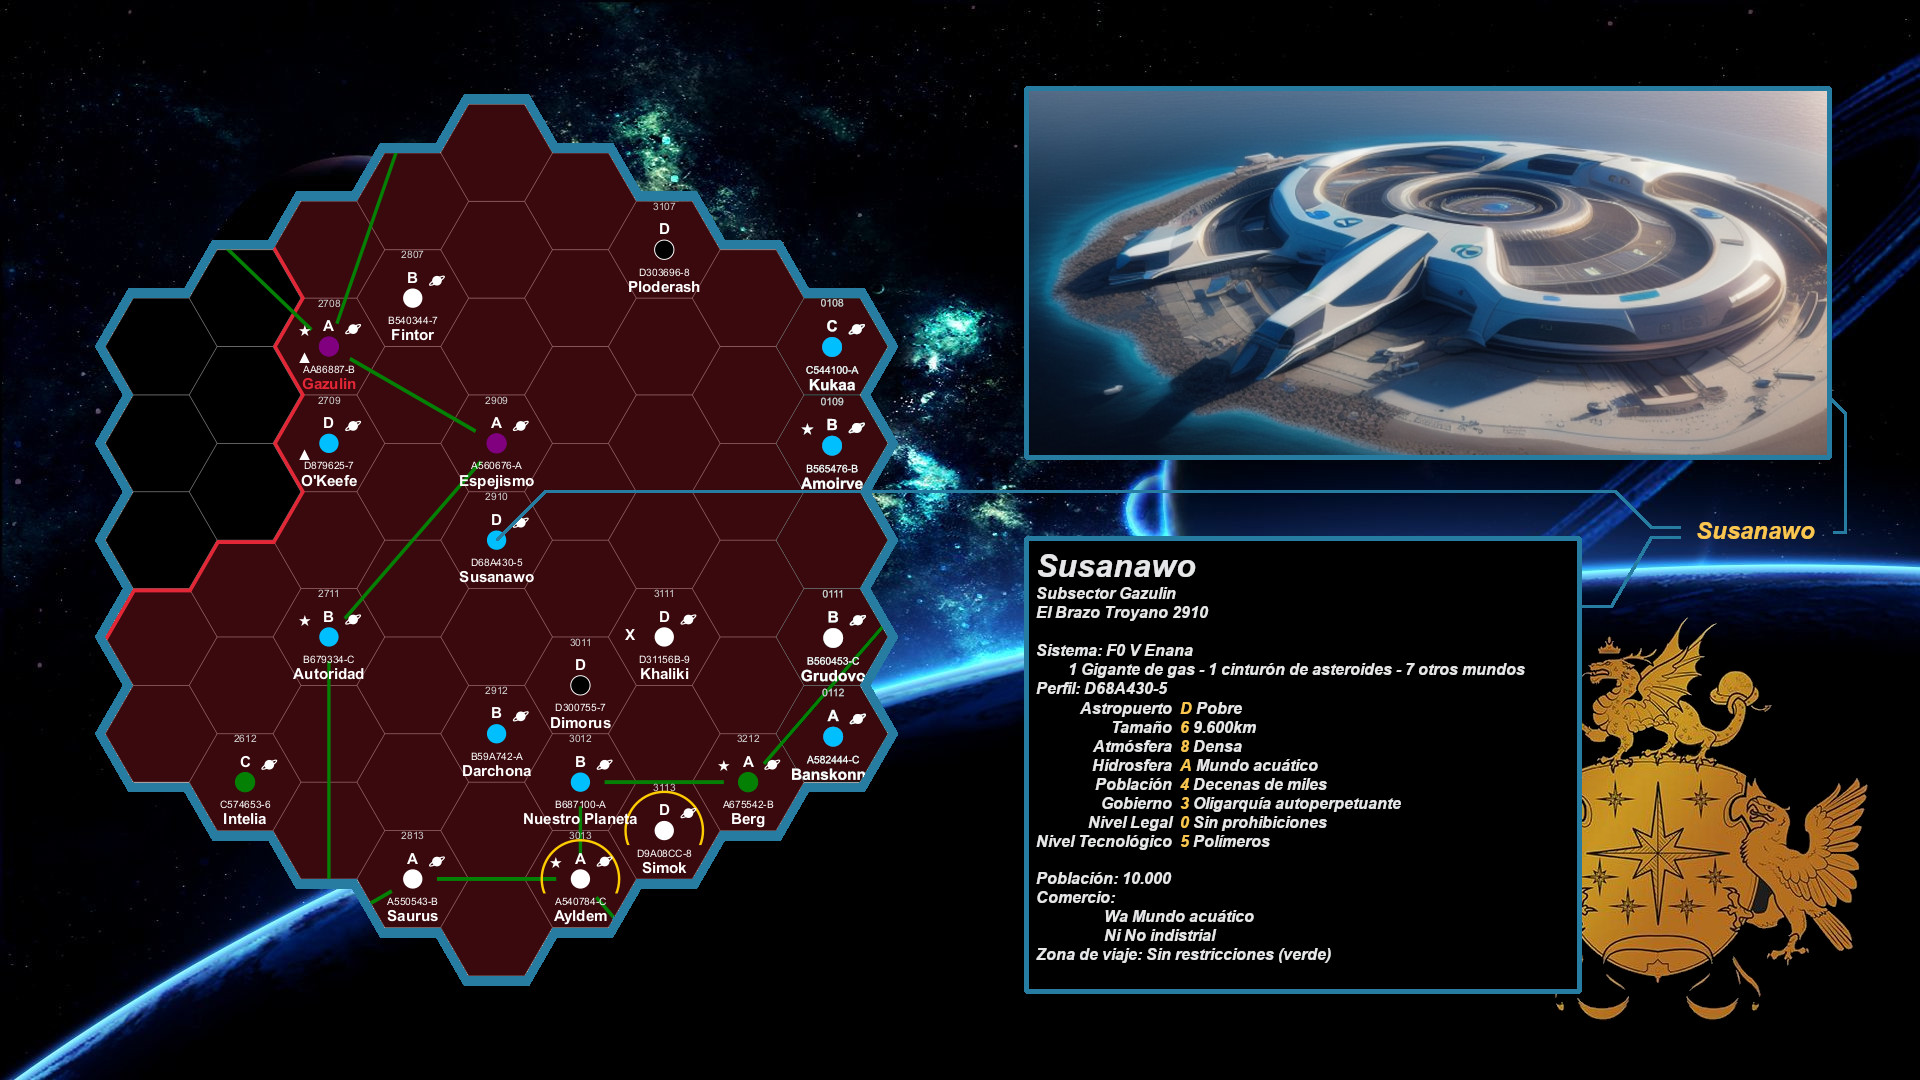 3107
D
D303696-8
Ploderash
2807
B
B540344-7
Fintor
2708
A
AA86887-B
Gazulin
0108
C
C544100-A
Kukaa
2709
D
D879625-7
O'Keefe
2909
A
A560676-A
Espejismo
0109
B
B565476-B
Amoirve
2910
D
D68A430-5
Susanawo
2711
B
B679334-C
Autoridad
3111
X D
D31156B-9
Khaliki
0111
B
B560453-C
Grudovo
3011
D
D300755-7
Dimorus
2912
B
B59A742-A
Darchona
0112
A
A582444-C
Banskonn
2612
C
C574653-6
Intelia
3012
B
B687100-A
Nuestro Planeta
3212
A
A675542-B
Berg
3113
D
D9A08CC-8
Simok
2813
A
A550543-B
Saurus
3013
A
A540784-C
Ayldem
Susanawo
Susanawo
Subsector Gazulin
El Brazo Troyano 2910
Sistema: F0 V Enana
1 Gigante de gas - 1 cinturón de asteroides - 7 otros mundos
Perfil: D68A430-5
Astropuerto D Pobre
Tamaño 6 9.600km
Atmósfera 8 Densa
Hidrosfera A Mundo acuático
Población 4 Decenas de miles
Gobierno 3 Oligarquía autoperpetuante
Nivel Legal 0 Sin prohibiciones
Nivel Tecnológico 5 Polímeros
Población: 10.000
Comercio:
Wa Mundo acuático
Ni No indistrial
Zona de viaje: Sin restricciones (verde)